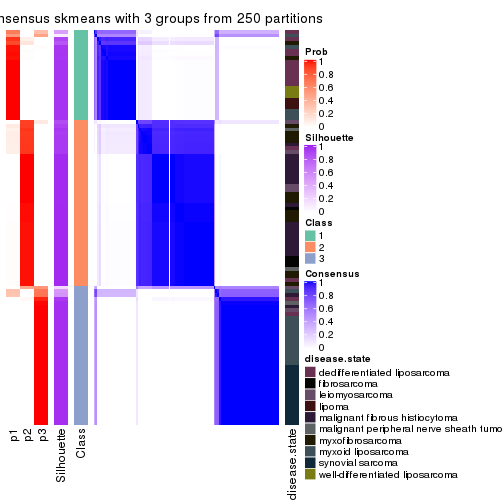 nsensus skmeans with 3 groups from 250 partitions
Prob
1
0.8
0.6
0.4
0.2
0
Silhouette
1
0.8
0.6
0.4
0.2
0
Class
1
2
3
Consensus
1
0.8
0.6
0.4
0.2
0
disease.state
dedifferentiated liposarcoma
fibrosarcoma
leiomyosarcoma
lipoma
malignant fibrous histiocytoma
malignant peripheral nerve sheath tumo
myxofibrosarcoma
myxoid liposarcoma
synovial sarcoma
well-differentiated liposarcoma
p1
p2
p3
Silhouette
Class
disease.state